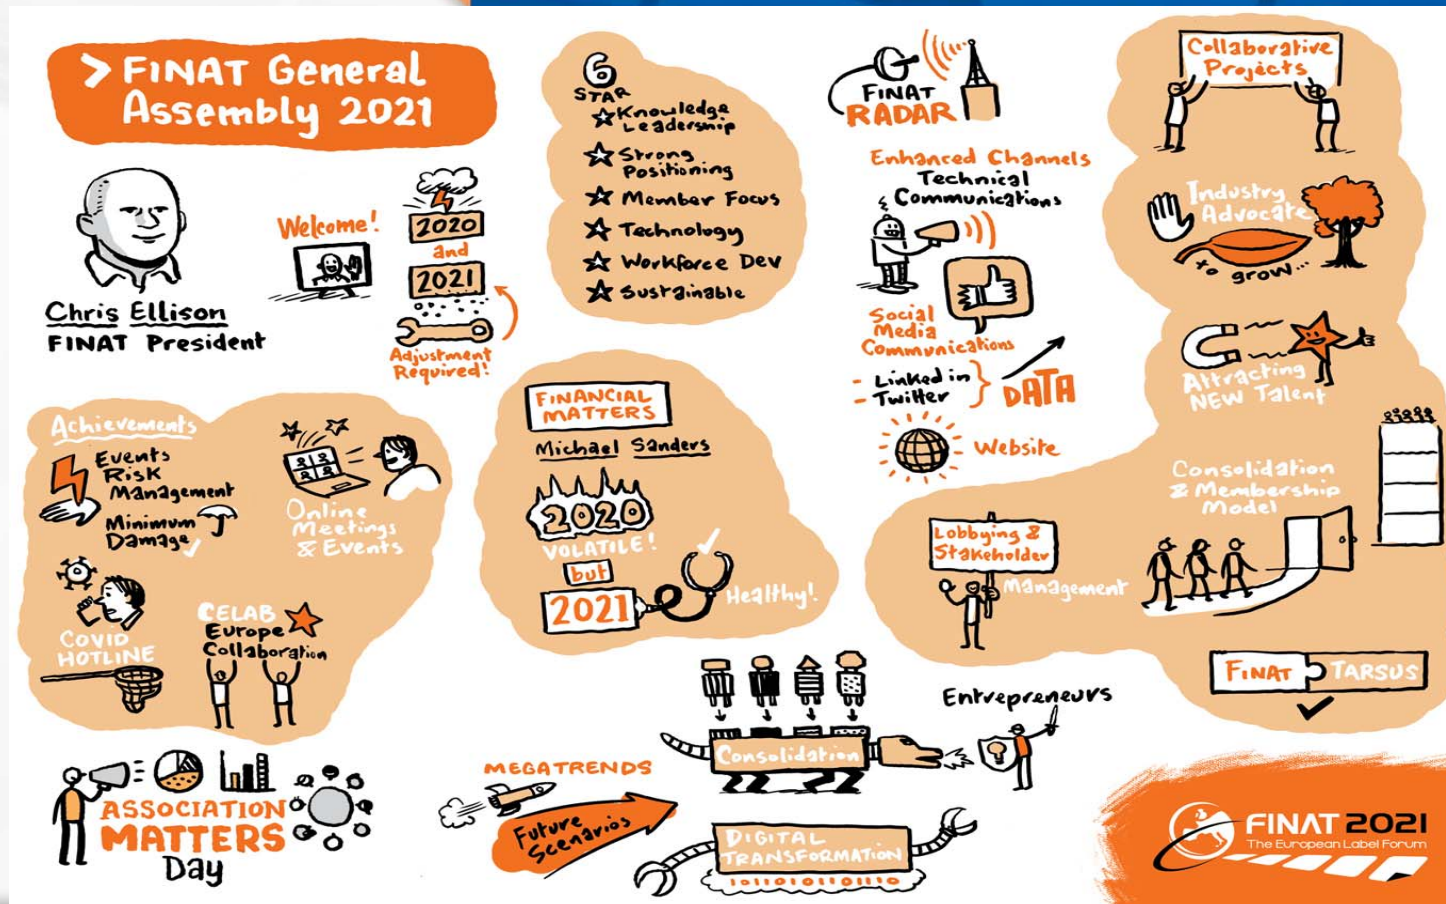 > FINAT General
Assembly 2021
Chris Ellison
FINAT President
Welcome!
2020
and
2021
Adjustment
Required!
6
STAR
Knowledge
Leadership
Strong
Positioning
Member Focus
Technology
Workforce Dev
Sustainable
FINAT
RADAR
Enhanced Channels
Technical
Communications
Social
Media
Communications
- Linked in
- Twitter
DATA
Website
Collaborative
Projects
Industry
Advocate
to grow...
Attracting
NEW Talent
Consolidation
& Membership
Model
Lobbying &
Stakeholder
Management
FINAT TARSUS
Achievements
Events
Risk
Management
Minimum
Damage
Online
Meetings
& Events
COVID
HOTLINE
CELAB
Europe
Collaboration
FINANCIAL
MATTERS
Michael Sanders
2020
VOLATILE!
but
2021
Healthy!
ASSOCIATION
MATTERS
Day
MEGATRENDS
Future
Scenarios
Consolidation
Entrepreneurs
DIGITAL
TRANSFORMATION
1011010110110
FINAT 2021
The European Label Forum